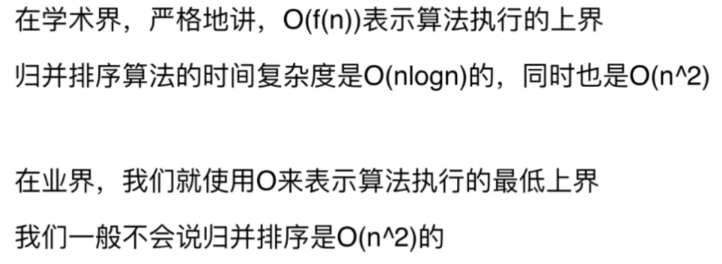 在学术界，严格地讲，O(f(n))表示算法执行的上界
归并排序算法的时间复杂度是O(nlogn)的，同时也是O(n^2)
在业界，我们就使用O来表示算法执行的最低上界
我们一般不会说归并排序是O(n^2)的